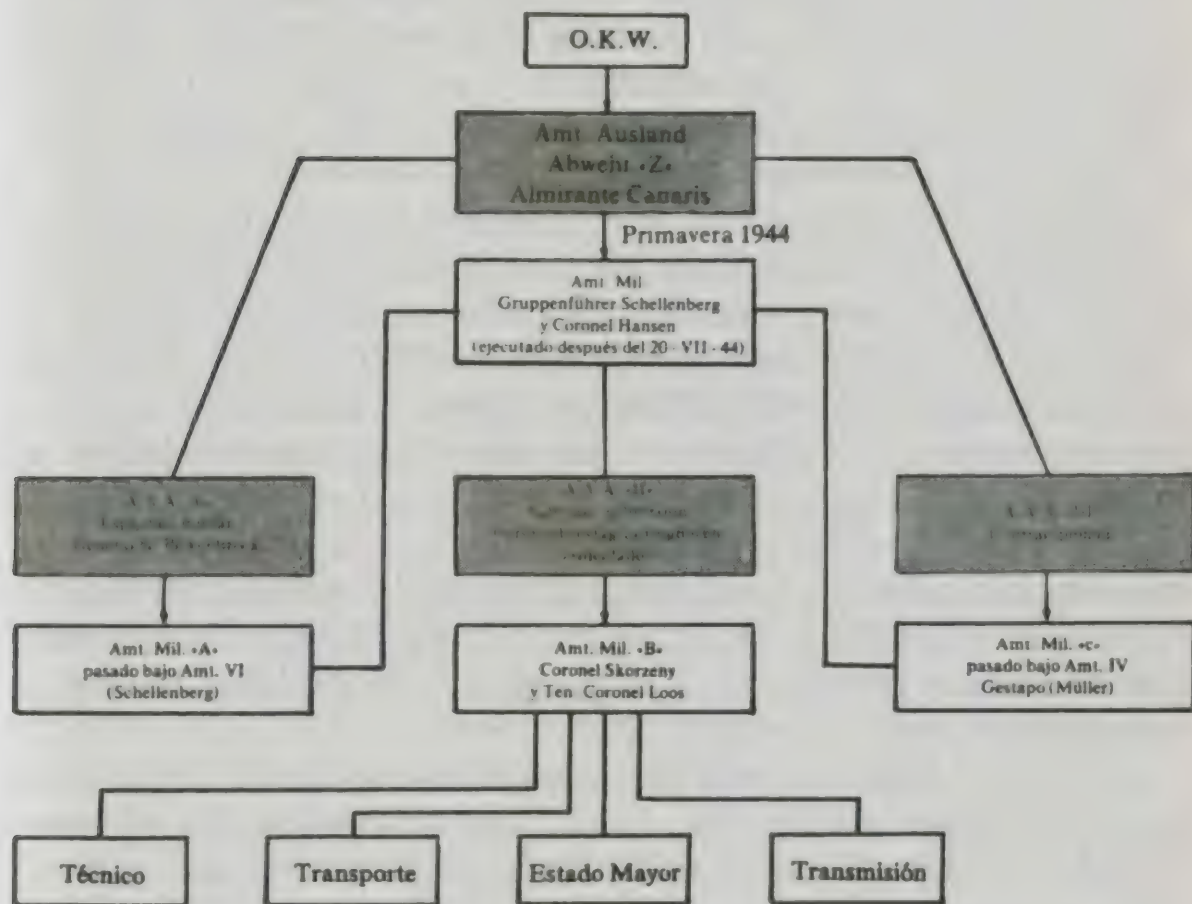 O.K.W.
Amt. Ausland
Abwehr «Z»
Almirante Canaris
Primavera 1944
Amt. Mil
Gruppenführer Schellenberg
y Coronel Hansen
(ejecutado después del 20 - VII - 44)
A.
Amt. Mil. «A»
pasado bajo Amt. VI
(Schellenberg)
Amt. Mil. «B»
Coronel Skorzeny
y Ten. Coronel Loos
Amt. Mil. «c»
pasado bajo Amt. IV
Gestapo (Müller)
Técnico
Transporte
Estado Mayor
Transmisión